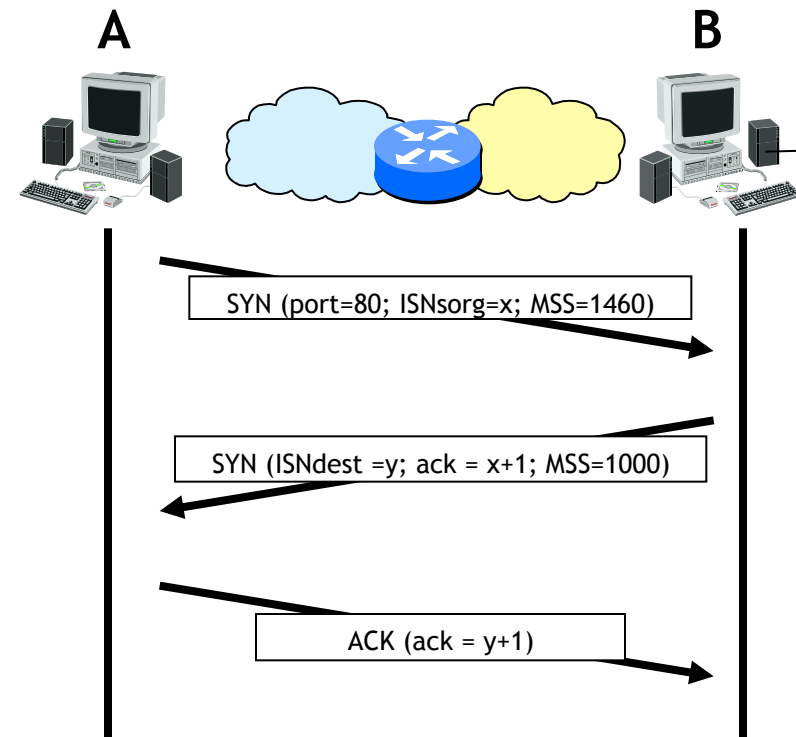 A
B
SYN (port=80; ISNsorg=x; MSS=1460)
SYN (ISNdest =y; ack = x+1; MSS=1000)
ACK (ack = y+1)